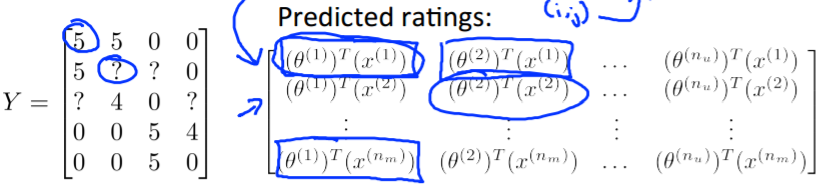 Predicted ratings:
(i,j)
Y = [5 5 0 0
5 ? ? 0
? 4 0 ?
0 0 5 4
0 0 5 0]
[(θ^(1))^T(x^(1)) (θ^(2))^T(x^(1)) … (θ^(n_u))^T(x^(1))
(θ^(1))^T(x^(2)) (θ^(2))^T(x^(2)) … (θ^(n_u))^T(x^(2))
⋮ ⋮ ⋮ ⋮
(θ^(1))^T(x^(n_m)) (θ^(2))^T(x^(n_m)) … (θ^(n_u))^T(x^(n_m))]